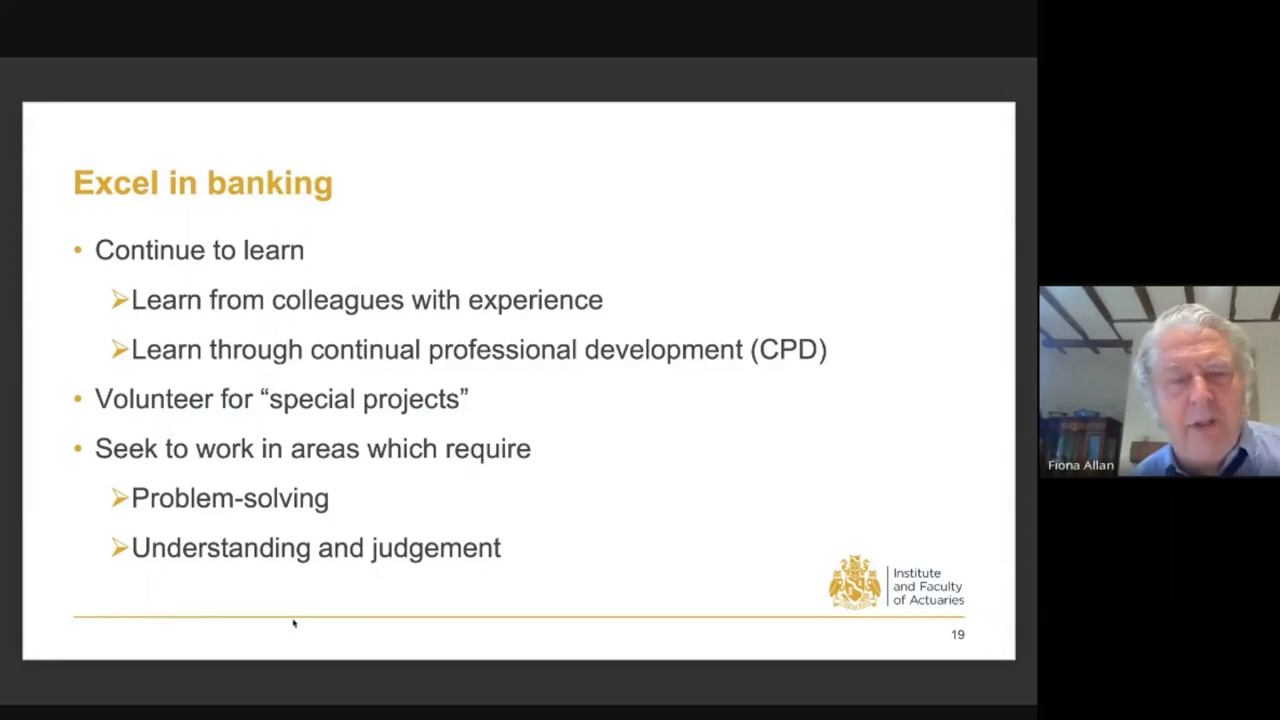 Excel in banking
• Continue to learn
➢Learn from colleagues with experience
➢Learn through continual professional development (CPD)
• Volunteer for “special projects”
• Seek to work in areas which require
➢Problem-solving
➢Understanding and judgement
Institute
and Faculty
of Actuaries
19
Fiona Allan